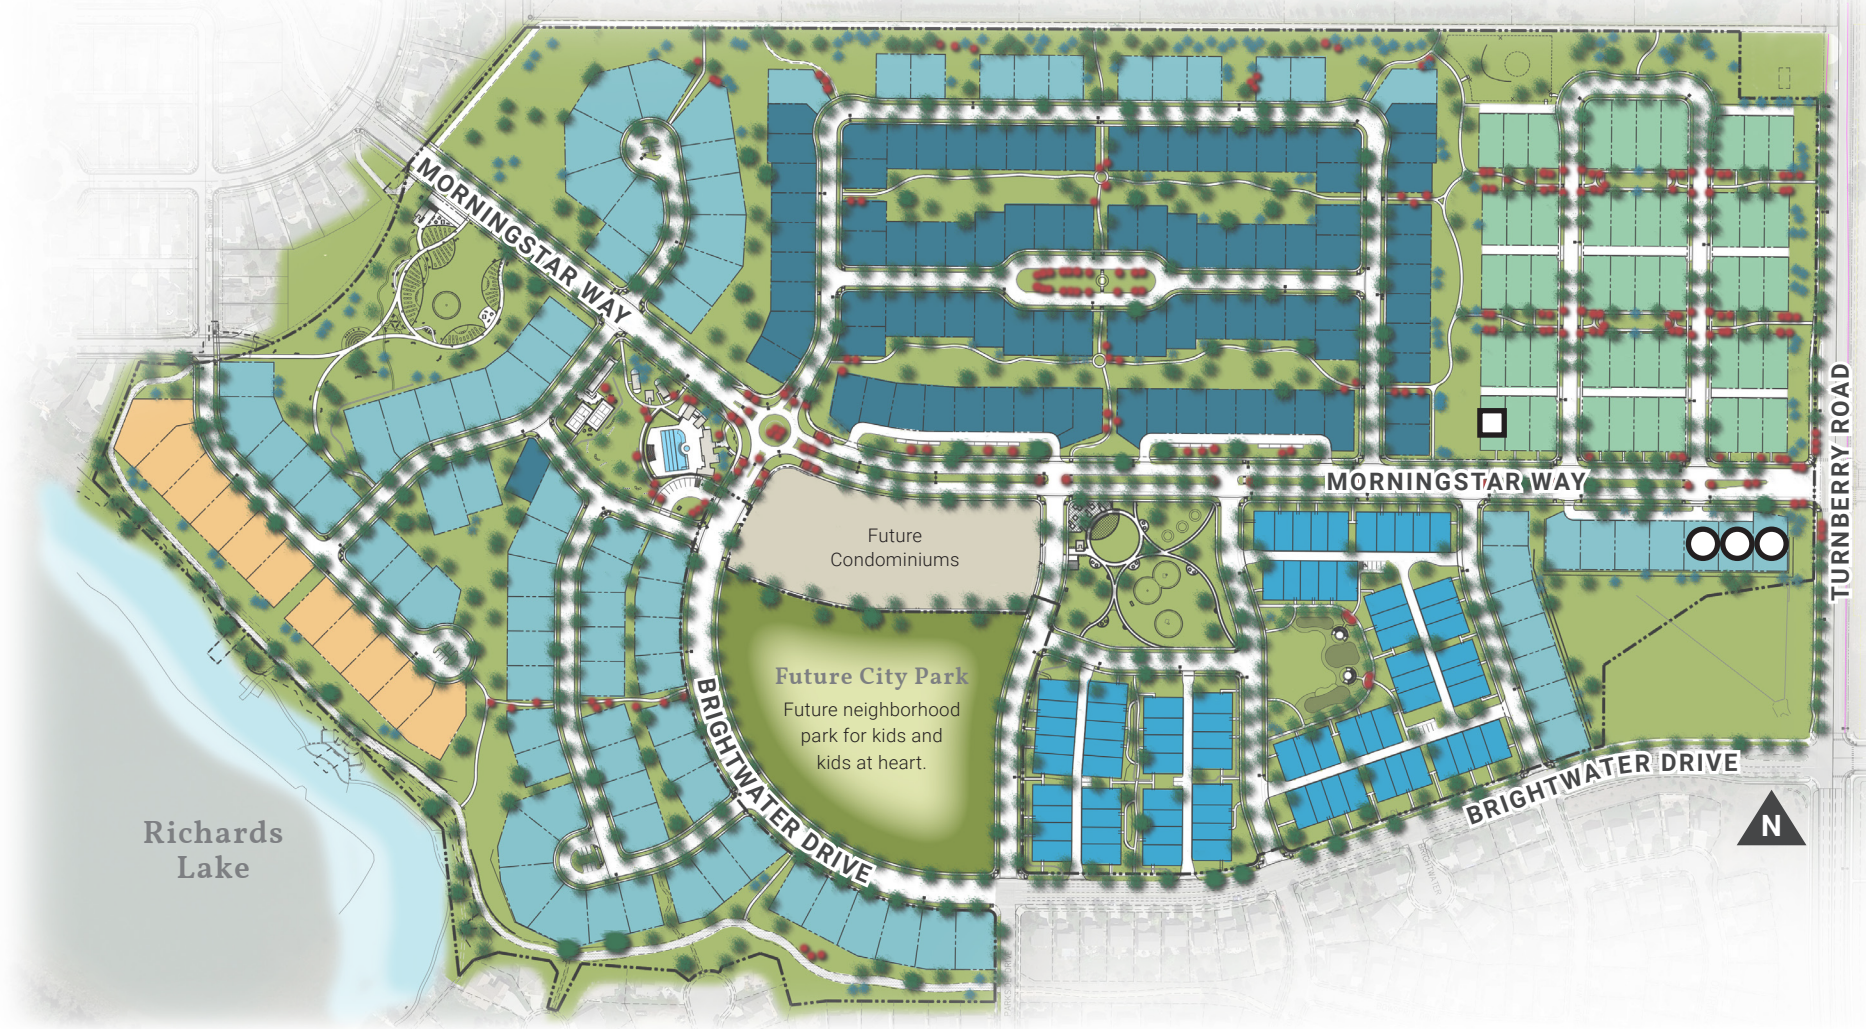 MORNINGSTAR WAY
MORNINGSTAR WAY
TURNBERRY ROAD
Future
Condominiums
Future City Park
Future neighborhood
park for kids and
kids at heart.
BRIGHTWATER DRIVE
BRIGHTWATER DRIVE
Richards
Lake
N